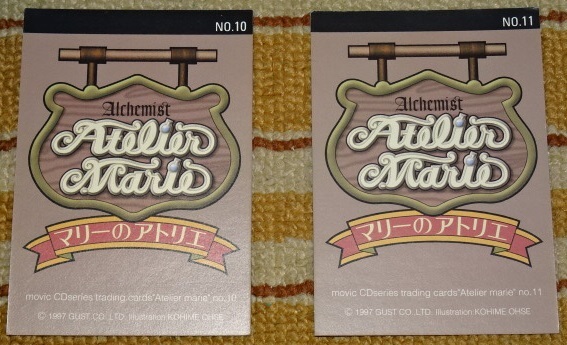 NO.10
Alchemist
Atelier
Marie
マリーのアトリエ
movic CDseries trading cards"Atelier marie" no.10
© 1997 GUST CO.,LTD. Illustration KOHIME OHSE
NO.11
Alchemist
Atelier
Marie
マリーのアトリエ
movic CDseries trading cards"Atelier marie" no.11
© 1997 GUST CO.,LTD. Illustration KOHIME OHSE